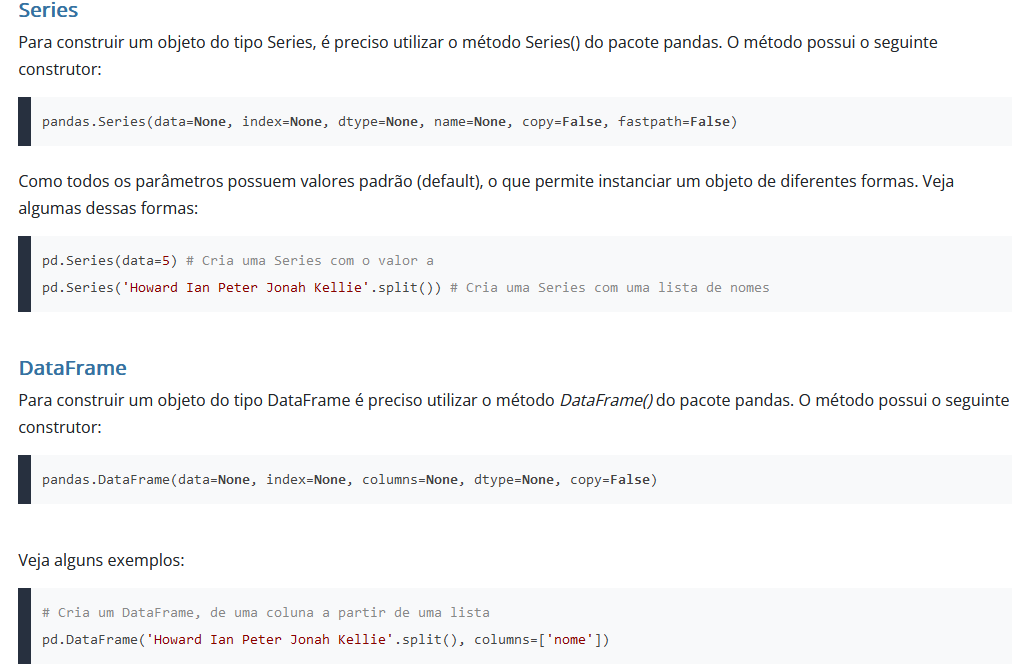 Series
Para construir um objeto do tipo Series, é preciso utilizar o método Series() do pacote pandas. O método possui o seguinte
construtor:
pandas.Series(data=None, index=None, dtype=None, name=None, copy=False, fastpath=False)
Como todos os parâmetros possuem valores padrão (default), o que permite instanciar um objeto de diferentes formas. Veja
algumas dessas formas:
pd.Series(data=5) # Cria uma Series com o valor a
pd.Series('Howard Ian Peter Jonah Kellie'.split()) # Cria uma Series com uma lista de nomes
DataFrame
Para construir um objeto do tipo DataFrame é preciso utilizar o método DataFrame() do pacote pandas. O método possui o seguinte
construtor:
pandas.DataFrame(data=None, index=None, columns=None, dtype=None, copy=False)
Veja alguns exemplos:
# Cria um DataFrame, de uma coluna a partir de uma lista
pd.DataFrame('Howard Ian Peter Jonah Kellie'.split(), columns=['nome'])